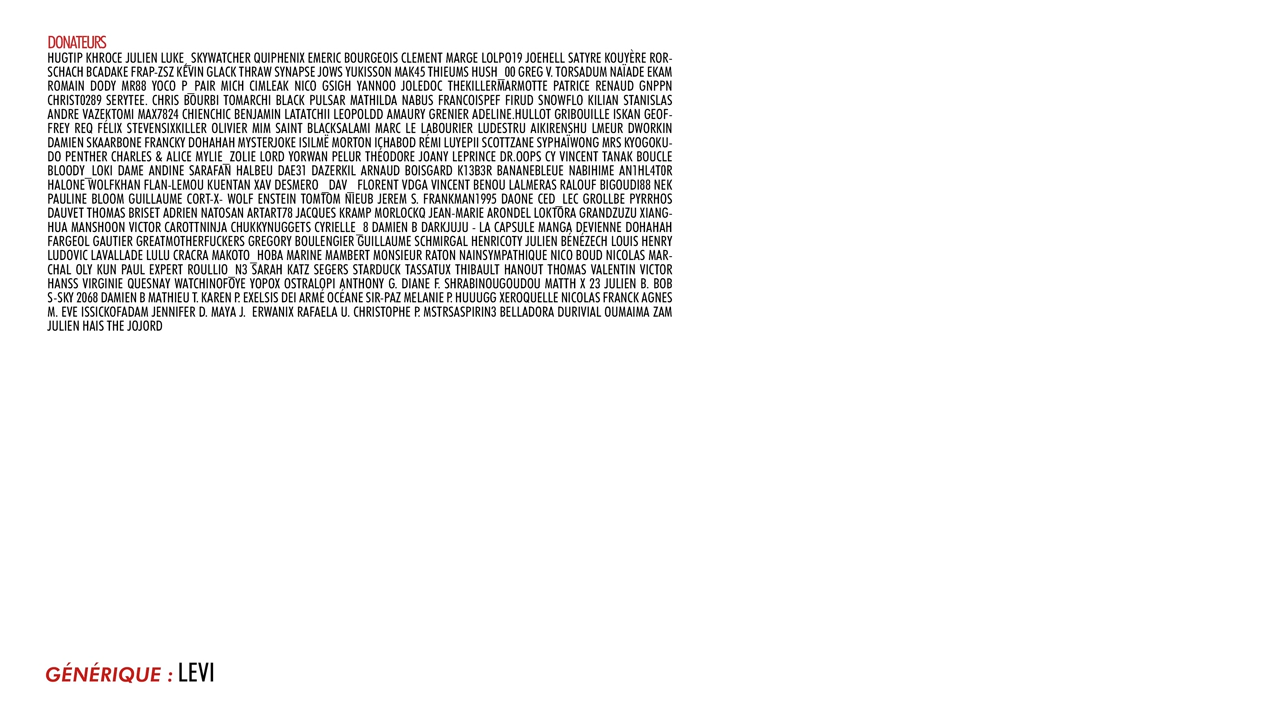 DONATEURS
HUGTIP KHROCE JULIEN LUKE_SKYWATCHER QUIPHENIX EMERIC BOURGEOIS CLEMENT MARGE LOLPO19 JOEHELL SATYRE KOUYÈRE ROR-
SCHACH BCADAKE FRAP-ZSZ KÉVIN GLACK THRAW SYNAPSE JOWS YUKISSON MAK45 THIEUMS HUSH_00 GREG V. TORSADUM NAÏADE EKAM
ROMAIN DODY MR88 YOCO P_PAIR MICH CIMLEAK NICO GSIGH YANNOO JOLEDOC THEKILLERMARMOTTE PATRICE RENAUD GNPPN
CHRIST0289 SERYTEE. CHRIS BOURBI TOMARCHI BLACK PULSAR MATHILDA NABUS FRANCOISPEF FIRUD SNOWFLO KILIAN STANISLAS
ANDRE VAZEKTOMI MAX7824 CHIENCHIC BENJAMIN LATATCHII LEOPOLDD AMAURY GRENIER ADELINE.HULLOT GRIBOUILLE ISKAN GEOF-
FREY REQ FÉLIX STEVENSIXKILLER OLIVIER MIM SAINT BLACKSALAMI MARC LE LABOURIER LUDESTRU AIKIRENSHU LMEUR DWORKIN
DAMIEN SKAARBONE FRANCKY DOHAHAH MYSTERJOKE ISILMË MORTON ICHABOD RÉMI LUYEPII SCOTTZANE SYPHAÏWONG MRS KYOGOKU-
DO PENTHER CHARLES & ALICE MYLIE_ZOLIE LORD YORWAN PELUR THÉODORE JOANY LEPRINCE DR.OOPS CY VINCENT TANAK BOUCLE
BLOODY_LOKI DAME ANDINE SARAFAN HALBEU DAE31 DAZERKIL ARNAUD BOISGARD K13B3R BANANEBLEUE NABIHIME AN1HL4T0R
HALONE WOLFKHAN FLAN-LEMOU KUENTAN XAV DESMERO _DAV_ FLORENT VDGA VINCENT BENOU LALMERAS RALOUF BIGOUDI88 NEK
PAULINE BLOOM GUILLAUME CORT-X- WOLF ENSTEIN TOMTOM NIEUB JEREM S. FRANKMAN1995 DAONE CED_LEC GROLLBE PYRRHOS
DAUVET THOMAS BRISET ADRIEN NATOSAN ARTART78 JACQUES KRAMP MORLOCKQ JEAN-MARIE ARONDEL LOKTORA GRANDZUZU XIANG-
HUA MANSHOON VICTOR CAROTTNINJA CHUKKYNUGGETS CYRIELLE_8 DAMIEN B DARKJUJU - LA CAPSULE MANGA DEVIENNE DOHAHAH
FARGEOL GAUTIER GREATMOTHERFUCKERS GREGORY BOULENGIER GUILLAUME SCHMIRGAL HENRICOTY JULIEN BÉNÉZECH LOUIS HENRY
LUDOVIC LAVALLADE LULU CRACRA MAKOTO_HOBA MARINE MAMBERT MONSIEUR RATON NAINSYMPATHIQUE NICO BOUD NICOLAS MAR-
CHAL OLY KUN PAUL EXPERT ROULLIO_N3 SARAH KATZ SEGERS STARDUCK TASSATUX THIBAULT HANOUT THOMAS VALENTIN VICTOR
HANSS VIRGINIE QUESNAY WATCHINOFOYE YOPOX OSTRALOPI ANTHONY G. DIANE F. SHRABINOUGOUDOU MATTH X 23 JULIEN B. BOB
S-SKY 2068 DAMIEN B MATHIEU T. KAREN P. EXELSIS DEI ARMÉ OCÉANE SIR-PAZ MELANIE P. HUUUGG XEROQUELLE NICOLAS FRANCK AGNES
M. EVE ISSICKOFADAM JENNIFER D. MAYA J. ERWANIX RAFAELA U. CHRISTOPHE P. MSTRSASPIRIN3 BELLADORA DURIVIAL OUMAIMA ZAM
JULIEN HAIS THE JOJORD
GÉNÉRIQUE : LEVI